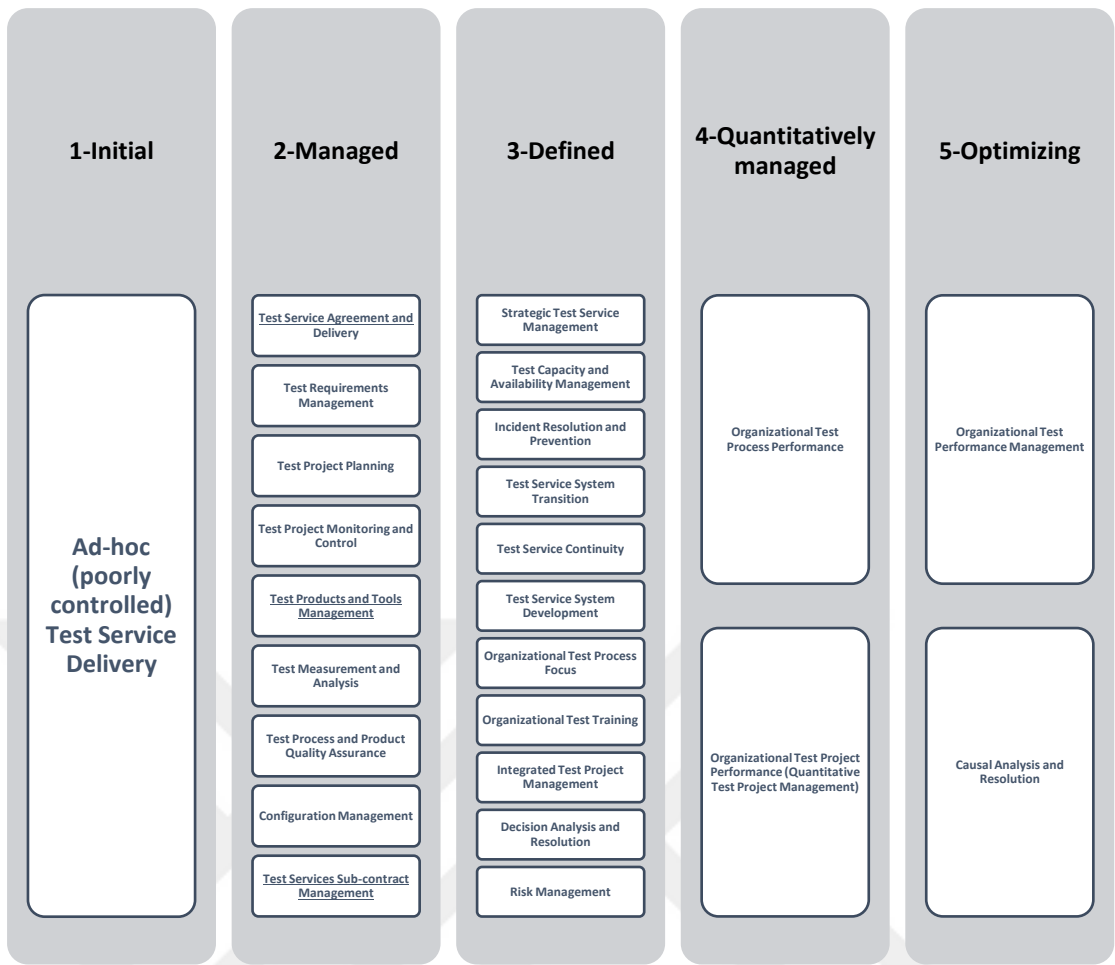 1-Initial
Ad-hoc
(poorly
controlled)
Test Service
Delivery
2-Managed
Test Service Agreement and
Delivery
Test Requirements
Management
Test Project Planning
Test Project Monitoring and
Control
Test Products and Tools
Management
Test Measurement and
Analysis
Test Process and Product
Quality Assurance
Configuration Management
Test Services Sub-contract
Management
3-Defined
Strategic Test Service
Management
Test Capacity and
Availability Management
Incident Resolution and
Prevention
Test Service System
Transition
Test Service Continuity
Test Service System
Development
Organizational Test Process
Focus
Organizational Test Training
Integrated Test Project
Management
Decision Analysis and
Resolution
Risk Management
4-Quantitatively
managed
Organizational Test
Process Performance
Organizational Test Project
Performance (Quantitative
Test Project Management)
5-Optimizing
Organizational Test
Performance Management
Causal Analysis and
Resolution